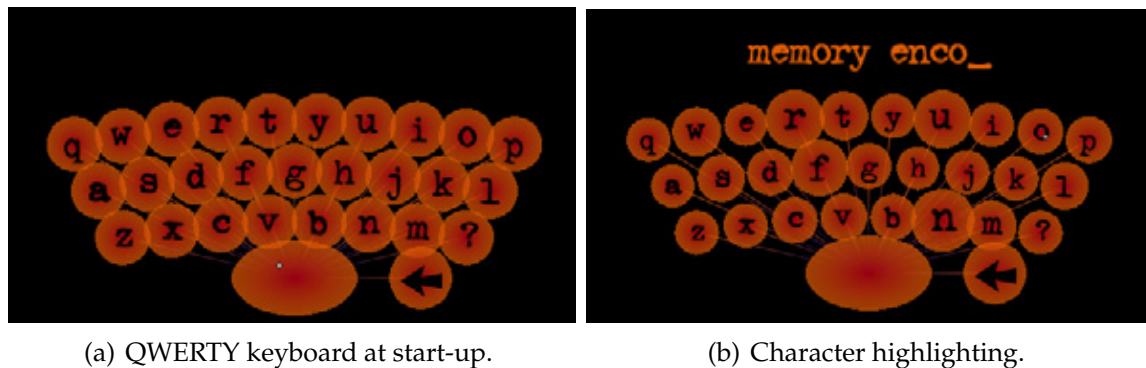 q w e r t y u i o p
a s d f g h j k l
z x c v b n m ?
memory enco_
q w e r t y u i o p
a s d f g h j k l
z x c v b n m ?
(a) QWERTY keyboard at start-up.
(b) Character highlighting.